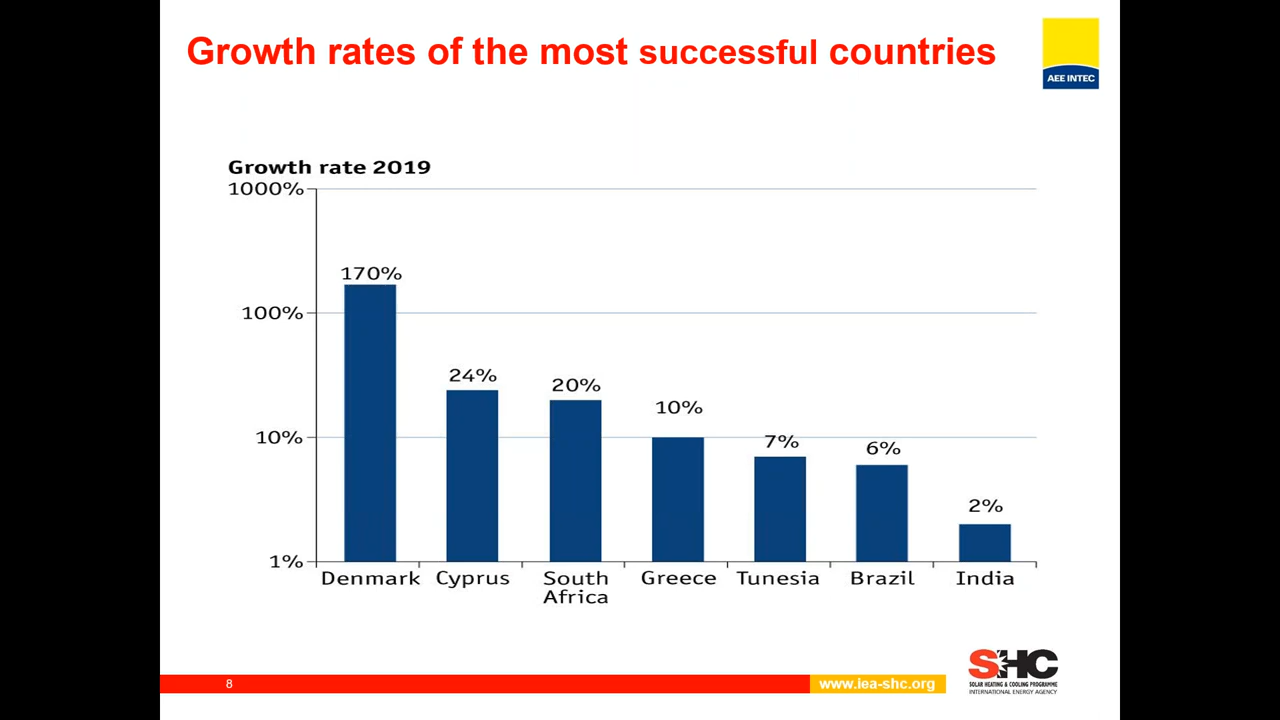 Growth rates of the most successful countries
AEE INTEC
Growth rate 2019
1000%
100%
10%
1%
170%
24%
20%
10%
7%
6%
2%
Denmark
Cyprus
South
Africa
Greece
Tunesia
Brazil
India
SHC
SOLAR HEATING & COOLING PROGRAMME
INTERNATIONAL ENERGY AGENCY
8
www.iea-shc.org